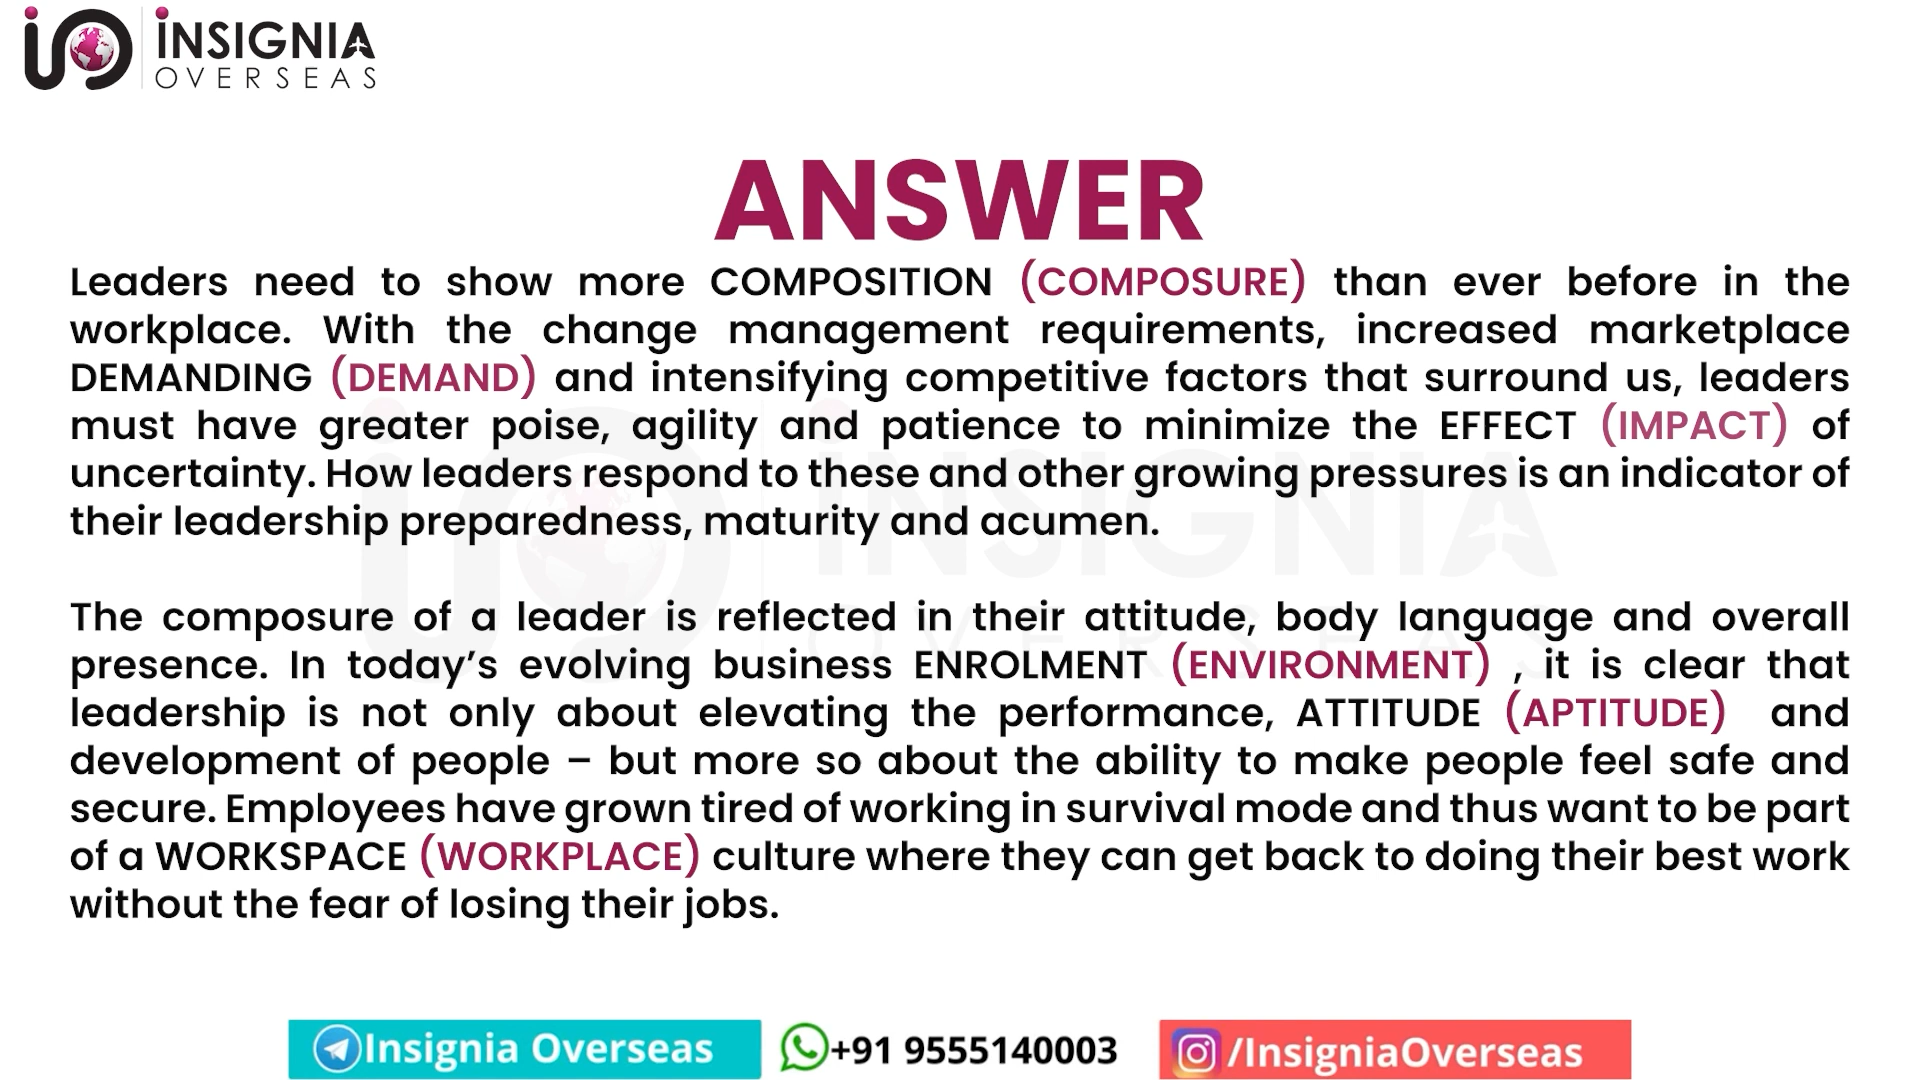 INSIGNIA
OVERSEAS
ANSWER
Leaders need to show more COMPOSITION (COMPOSURE) than ever before in the
workplace. With the change management requirements, increased marketplace
DEMANDING (DEMAND) and intensifying competitive factors that surround us, leaders
must have greater poise, agility and patience to minimize the EFFECT (IMPACT) of
uncertainty. How leaders respond to these and other growing pressures is an indicator of
their leadership preparedness, maturity and acumen.
The composure of a leader is reflected in their attitude, body language and overall
presence. In today’s evolving business ENROLMENT (ENVIRONMENT) , it is clear that
leadership is not only about elevating the performance, ATTITUDE (APTITUDE) and
development of people – but more so about the ability to make people feel safe and
secure. Employees have grown tired of working in survival mode and thus want to be part
of a WORKSPACE (WORKPLACE) culture where they can get back to doing their best work
without the fear of losing their jobs.
INSIGNIA
OVERSEAS
Insignia Overseas
+91 9555140003
/InsigniaOverseas